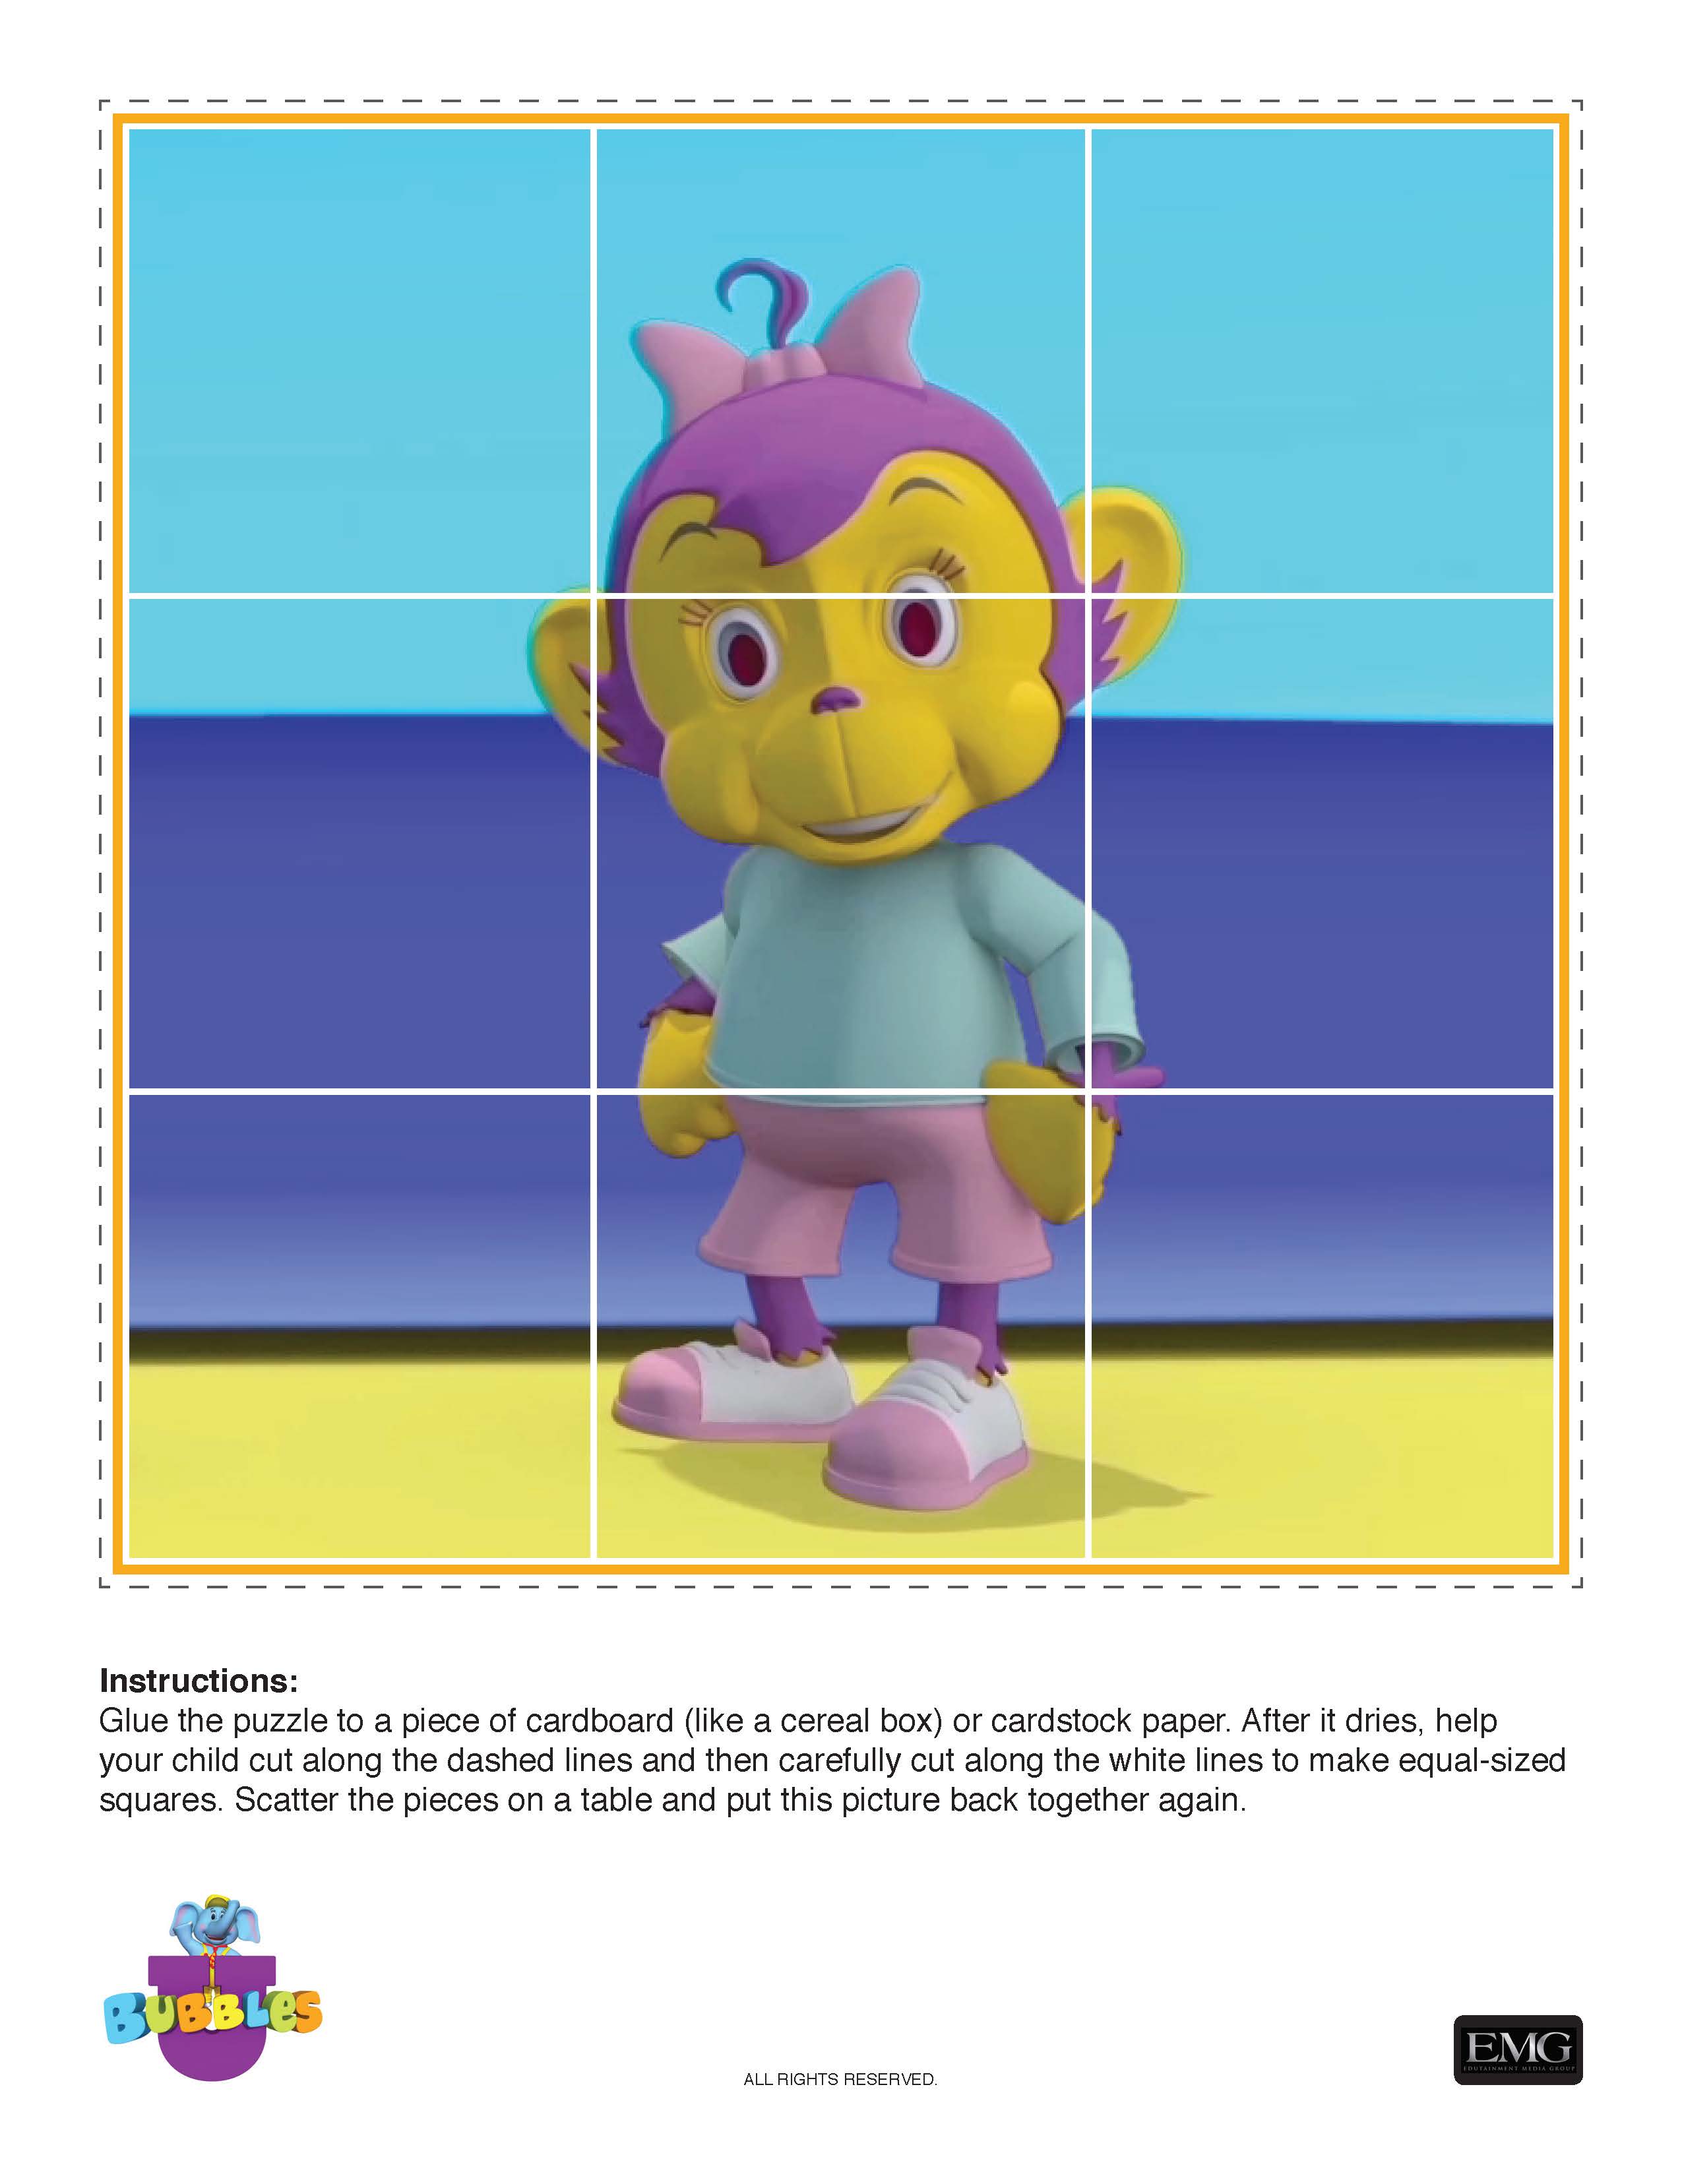 Instructions:
Glue the puzzle to a piece of cardboard (like a cereal box) or cardstock paper. After it dries, help
your child cut along the dashed lines and then carefully cut along the white lines to make equal-sized
squares. Scatter the pieces on a table and put this picture back together again.
U
BUBBLES
ALL RIGHTS RESERVED.
EMG
EDUTAINMENT MEDIA GROUP